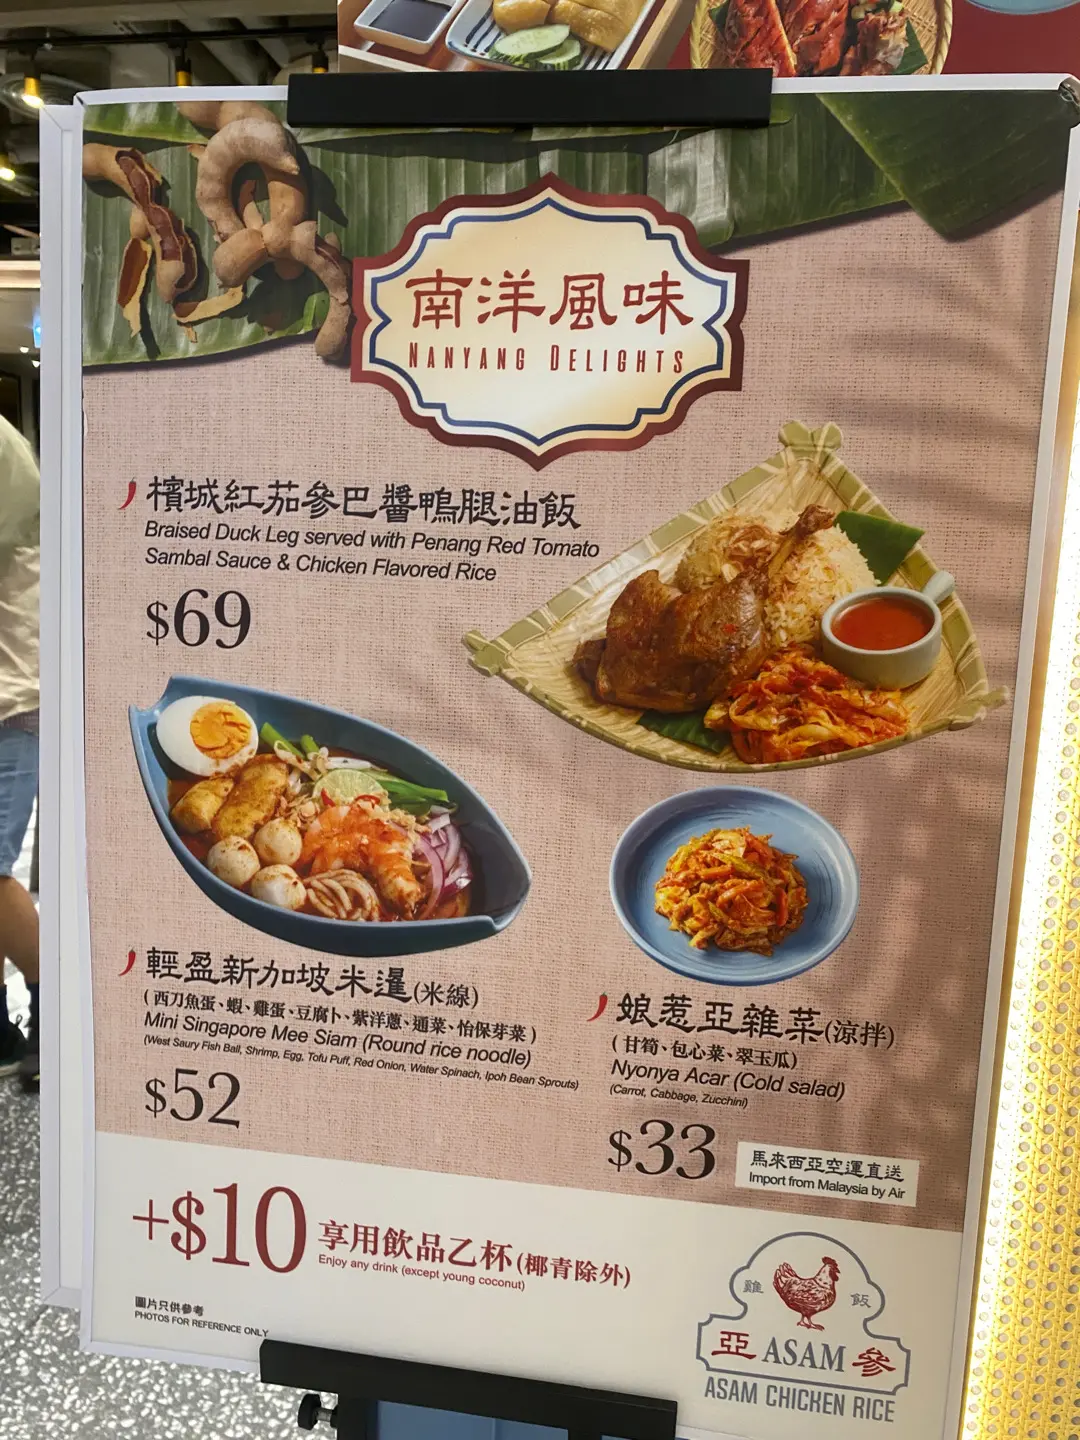 南洋風味
NANYANG DELIGHTS
檳城紅茄參巴醬鴨腿油飯
Braised Duck Leg served with Penang Red Tomato
Sambal Sauce & Chicken Flavored Rice
$69
輕盈新加坡米暹(米線)
(西刀魚蛋、蝦、雞蛋、豆腐卜、紫洋蔥、通菜、怡保芽菜)
Mini Singapore Mee Siam (Round rice noodle)
(West Saury Fish Ball, Shrimp, Egg, Tofu Puff, Red Onion, Water Spinach, Ipoh Bean Sprouts)
$52
娘惹亞雜菜(涼拌)
(甘筍、包心菜、翠玉瓜)
Nyonya Acar (Cold salad)
(Carrot, Cabbage, Zucchini)
$33
馬來西亞空運直送
Import from Malaysia by Air
+$10 享用飲品乙杯(椰青除外)
Enjoy any drink (except young coconut)
圖片只供參考
PHOTOS FOR REFERENCE ONLY
雞飯
亞 ASAM 參
ASAM CHICKEN RICE